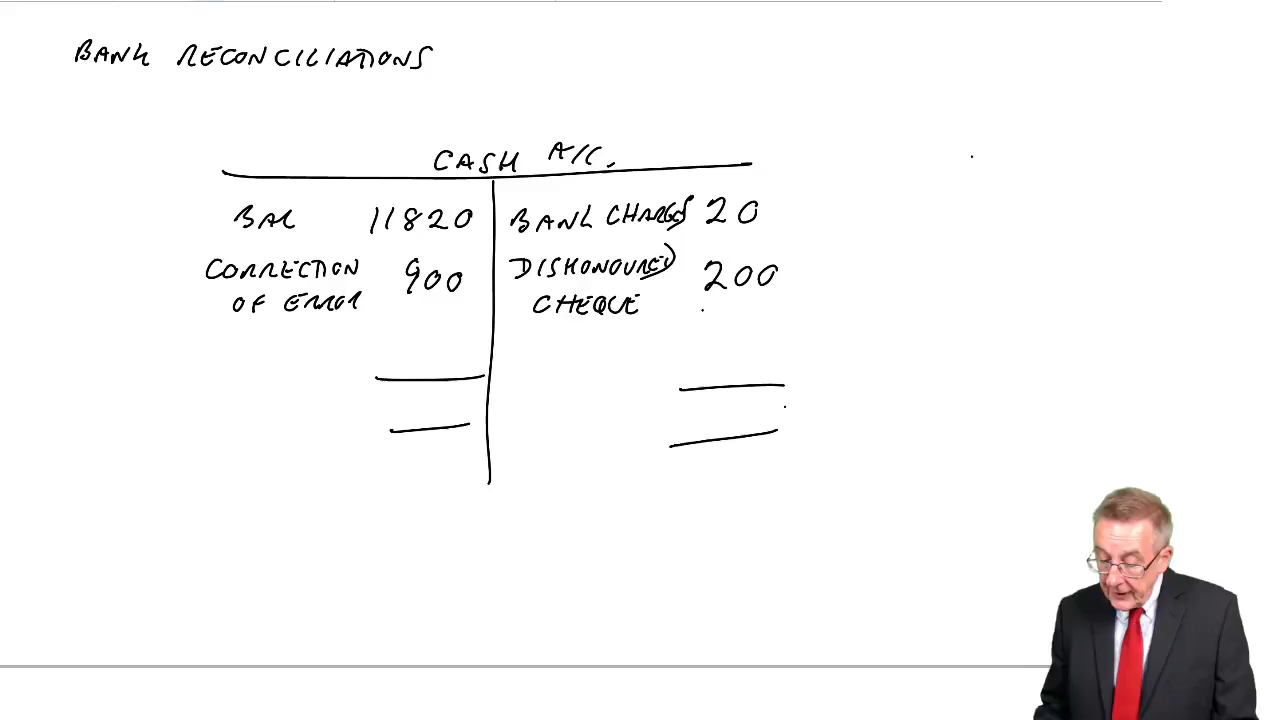 BANK RECONCILIATIONS
CASH A/C.
BAL 11820 BANK CHARGES 20
CORRECTION 900 DISHONOURED 200
OF ERROR CHEQUE